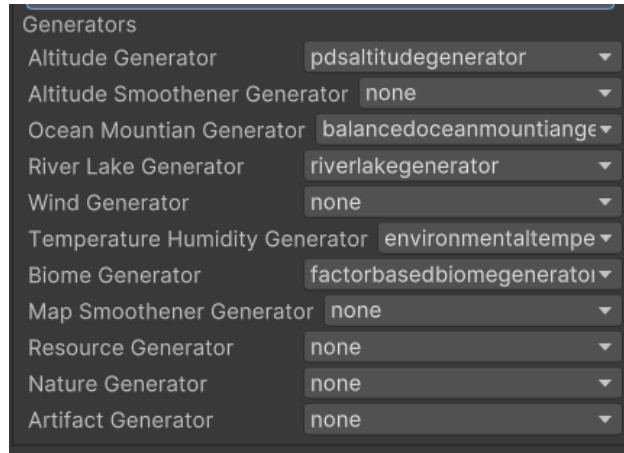 Generators
Altitude Generator pdsaltitudegenerator
Altitude Smoothener Generator none
Ocean Mountian Generator balancedoceanmountiange
River Lake Generator riverlakegenerator
Wind Generator none
Temperature Humidity Generator environmentaltempe
Biome Generator factorbasedbiomegenerator
Map Smoothener Generator none
Resource Generator none
Nature Generator none
Artifact Generator none